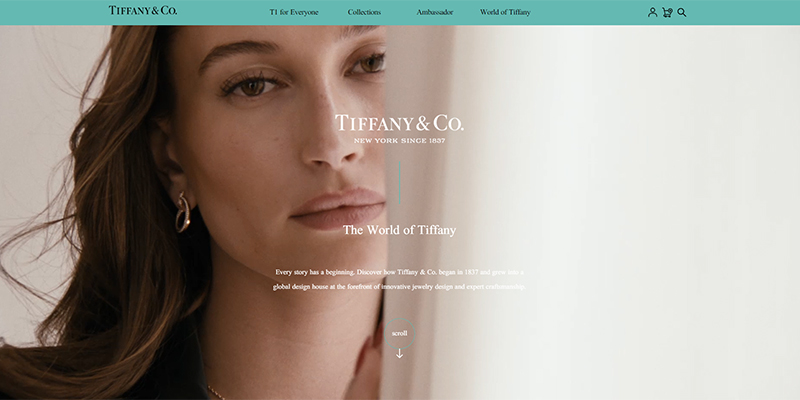 TIFFANY & CO.
T1 for Everyone
Collections
Ambassador
World of Tiffany
TIFFANY & CO.
NEW YORK SINCE 1837
The World of Tiffany
Every story has a beginning. Discover how Tiffany & Co. began in 1837 and grew into a
global design house at the forefront of innovative jewelry design and expert craftsmanship.
scroll